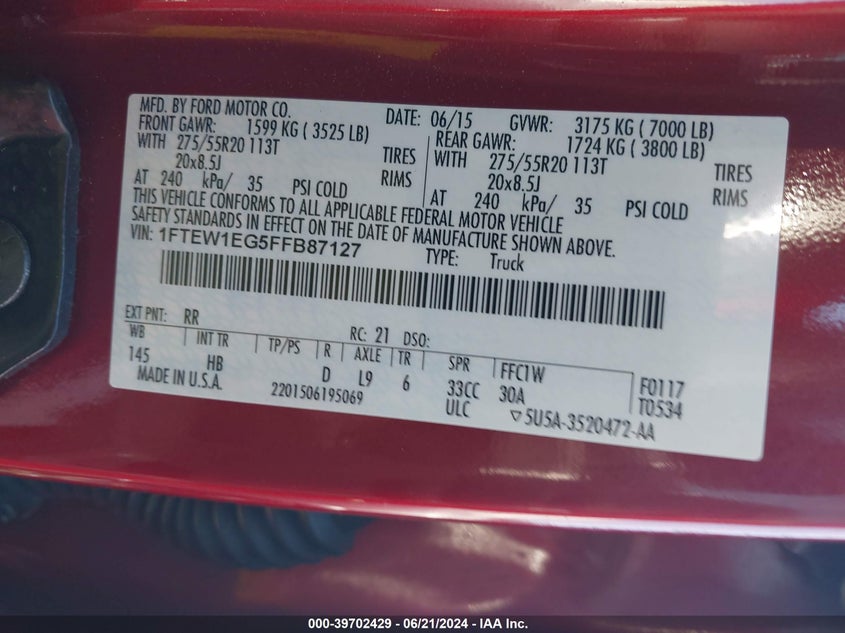 MFD. BY FORD MOTOR CO. DATE: 06/15 GVWR: 3175 KG ( 7000 LB)
FRONT GAWR: 1599 KG ( 3525 LB) REAR GAWR: 1724 KG ( 3800 LB)
WITH 275/55R20 113T TIRES WITH 275/55R20 113T TIRES
20x8.5J RIMS 20x8.5J RIMS
AT 240 kPa/ 35 PSI COLD AT 240 kPa/ 35 PSI COLD
THIS VEHICLE CONFORMS TO ALL APPLICABLE FEDERAL MOTOR VEHICLE
SAFETY STANDARDS IN EFFECT ON THE DATE OF MANUFACTURE SHOWN ABOVE.
VIN: 1FTEW1EG5FFB87127 TYPE: Truck
EXT PNT: RR RC: 21 DSO:
WB INT TR TP/PS R AXLE TR SPR FFC1W F0117
145 HB D L9 6 33CC 30A T0534
MADE IN U.S.A. 2201506195069 ULC ▽5U5A-3520472-AA
000-39702429 - 06/21/2024 - IAA Inc.